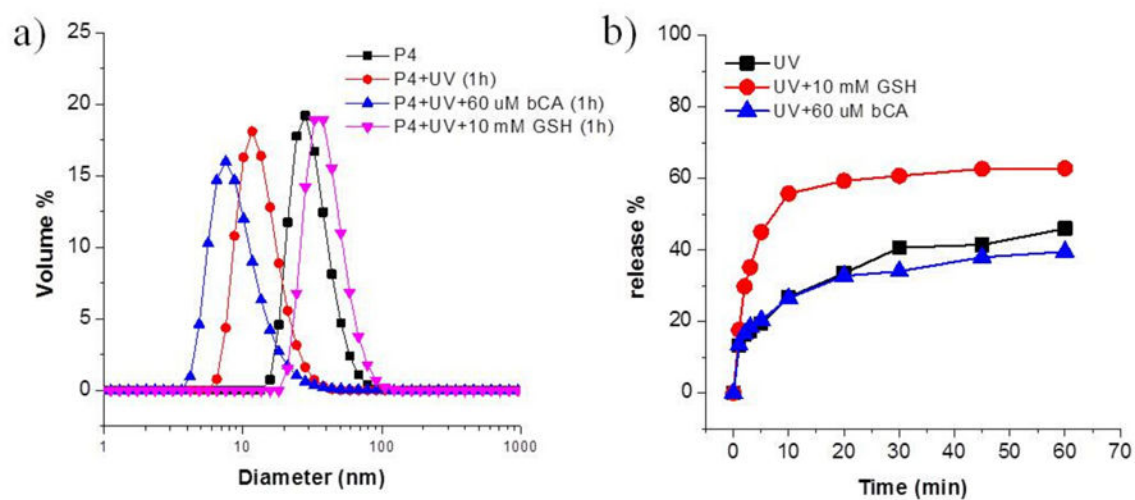 a)
25
20
15
10
5
0
Volume %
P4
P4+UV (1h)
P4+UV+60 uM bCA (1h)
P4+UV+10 mM GSH (1h)
1 10 100 1000
Diameter (nm)
b)
100
80
60
40
20
0
release %
UV
UV+10 mM GSH
UV+60 uM bCA
0 10 20 30 40 50 60 70
Time (min)